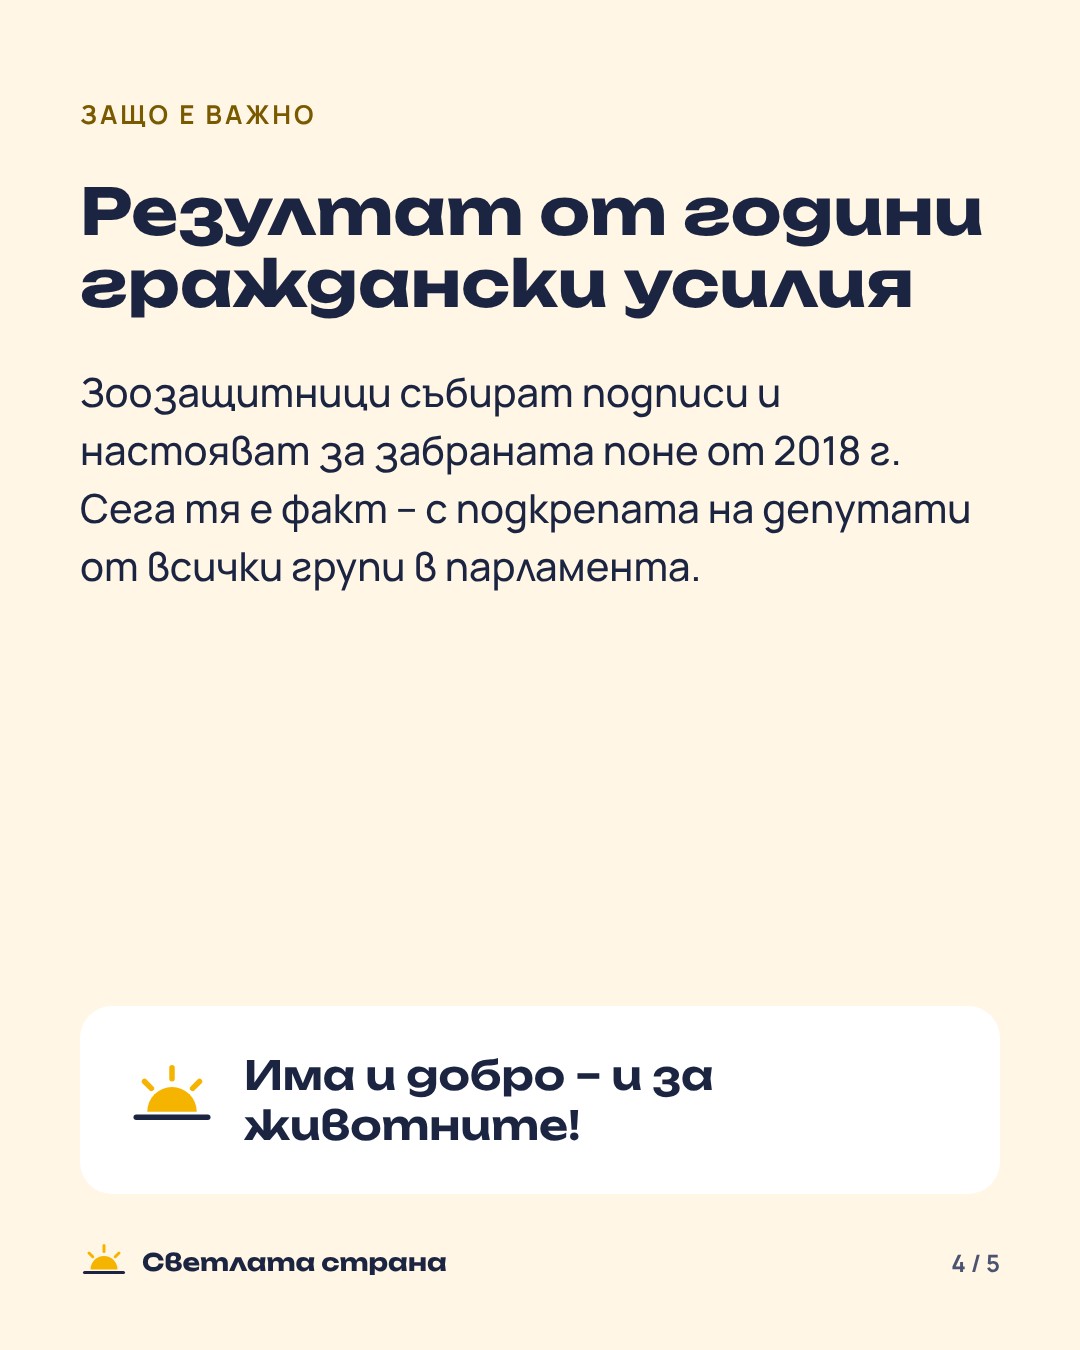 ЗАЩО Е ВАЖНО
Резултат от години
граждански усилия
Зоозащитници събират подписи и
настояват за забраната поне от 2018 г.
Сега тя е факт – с подкрепата на депутати
от всички групи в парламента.
Има и добро – и за
животните!
Светлата страна
4 / 5